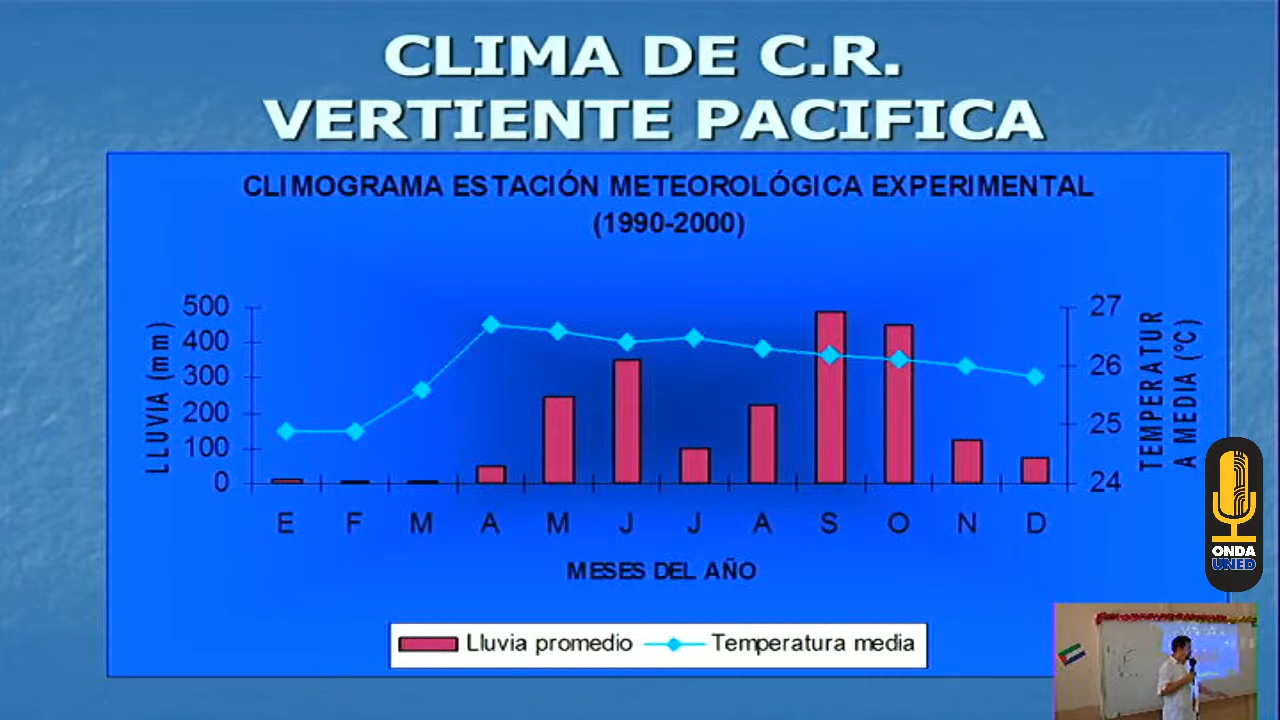 CLIMA DE C.R.
VERTIENTE PACIFICA
CLIMOGRAMA ESTACIÓN METEOROLÓGICA EXPERIMENTAL
(1990-2000)
LLUVIA (mm)
500
400
300
200
100
0
27
26
25
24
TEMPERATUR
A MEDIA (ºC)
E F M A M J J A S O N D
MESES DEL AÑO
Lluvia promedio Temperatura media
ONDA
UNED